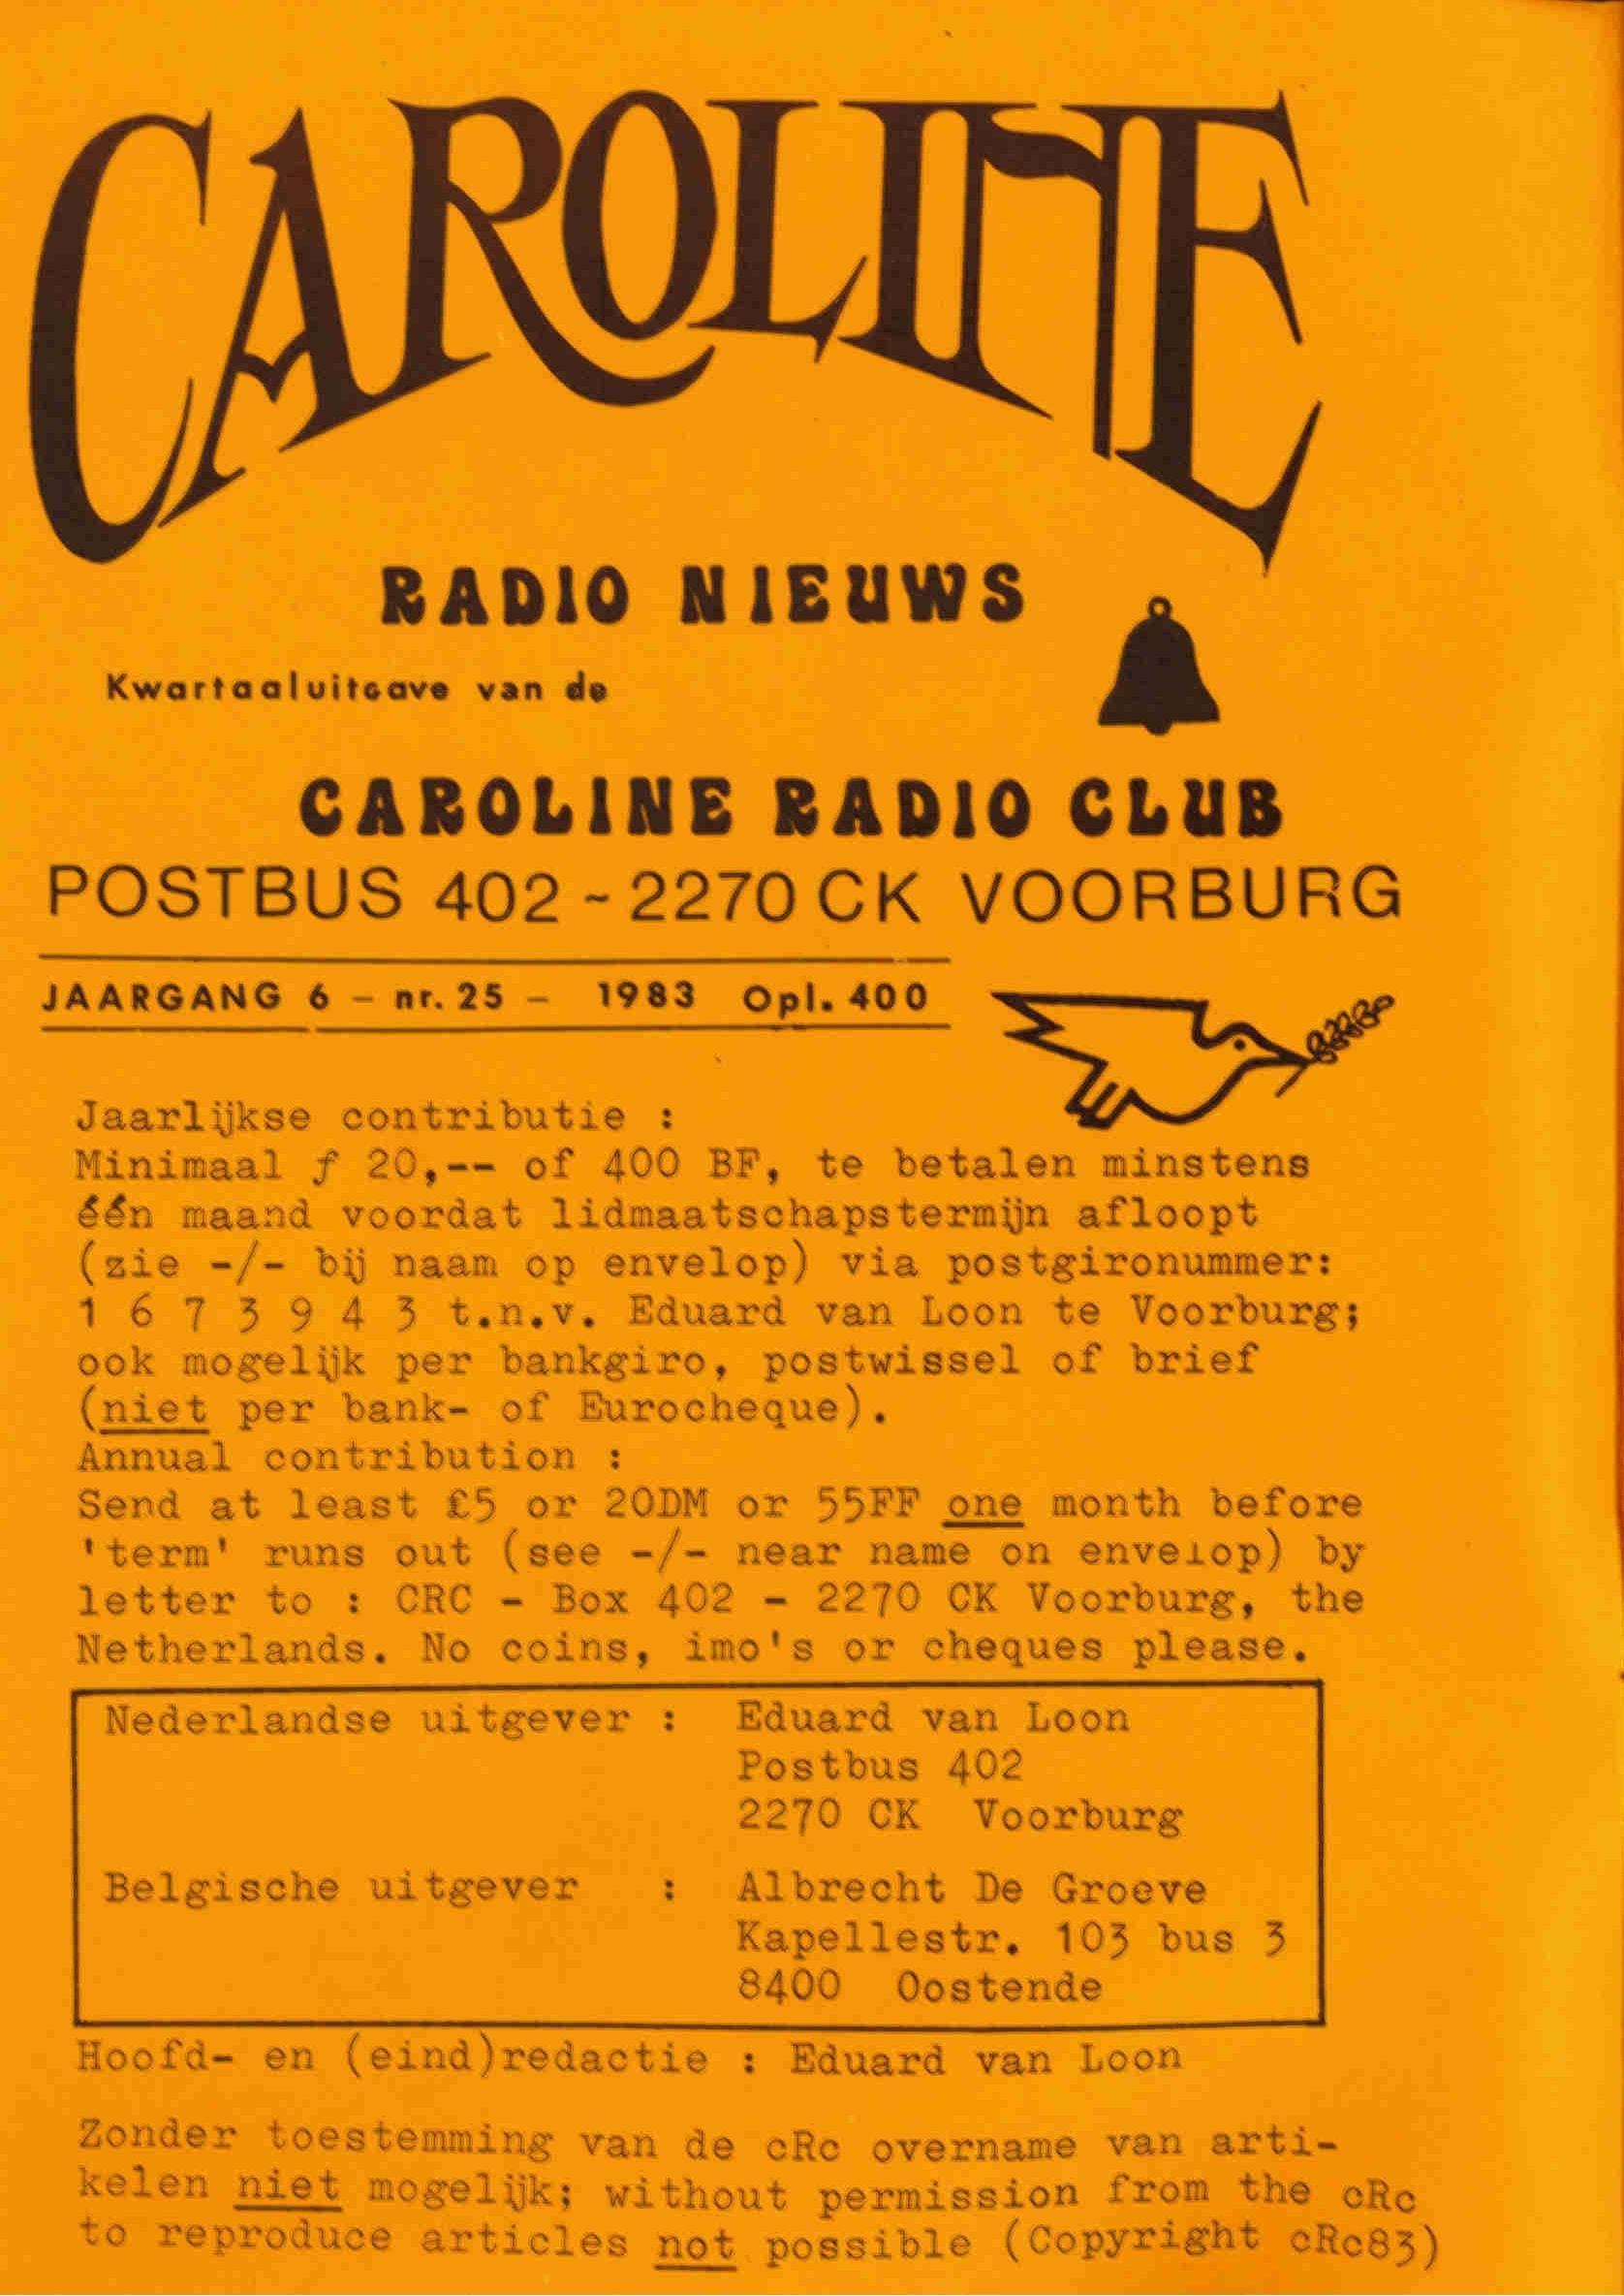 CAROLINE
RADIO NIEUWS
Kwartaaluitgave van de
CAROLINE RADIO CLUB
POSTBUS 402 ~ 2270 CK VOORBURG
JAARGANG 6 – nr. 25 – 1983 Opl. 400
Jaarlijkse contributie :
Minimaal ƒ 20,-- of 400 BF, te betalen minstens
één maand voordat lidmaatschapstermijn afloopt
(zie -/- bij naam op envelop) via postgironummer:
1 6 7 3 9 4 3 t.n.v. Eduard van Loon te Voorburg;
ook mogelijk per bankgiro, postwissel of brief
(niet per bank- of Eurocheque).
Annual contribution :
Send at least £5 or 20DM or 55FF one month before
'term' runs out (see -/- near name on envelop) by
letter to : CRC - Box 402 - 2270 CK Voorburg, the
Netherlands. No coins, imo's or cheques please.
Nederlandse uitgever : Eduard van Loon
Postbus 402
2270 CK Voorburg
Belgische uitgever : Albrecht De Groeve
Kapellestr. 103 bus 3
8400 Oostende
Hoofd- en (eind)redactie : Eduard van Loon
Zonder toestemming van de cRc overname van arti-
kelen niet mogelijk; without permission from the cRc
to reproduce articles not possible (Copyright cRc83)